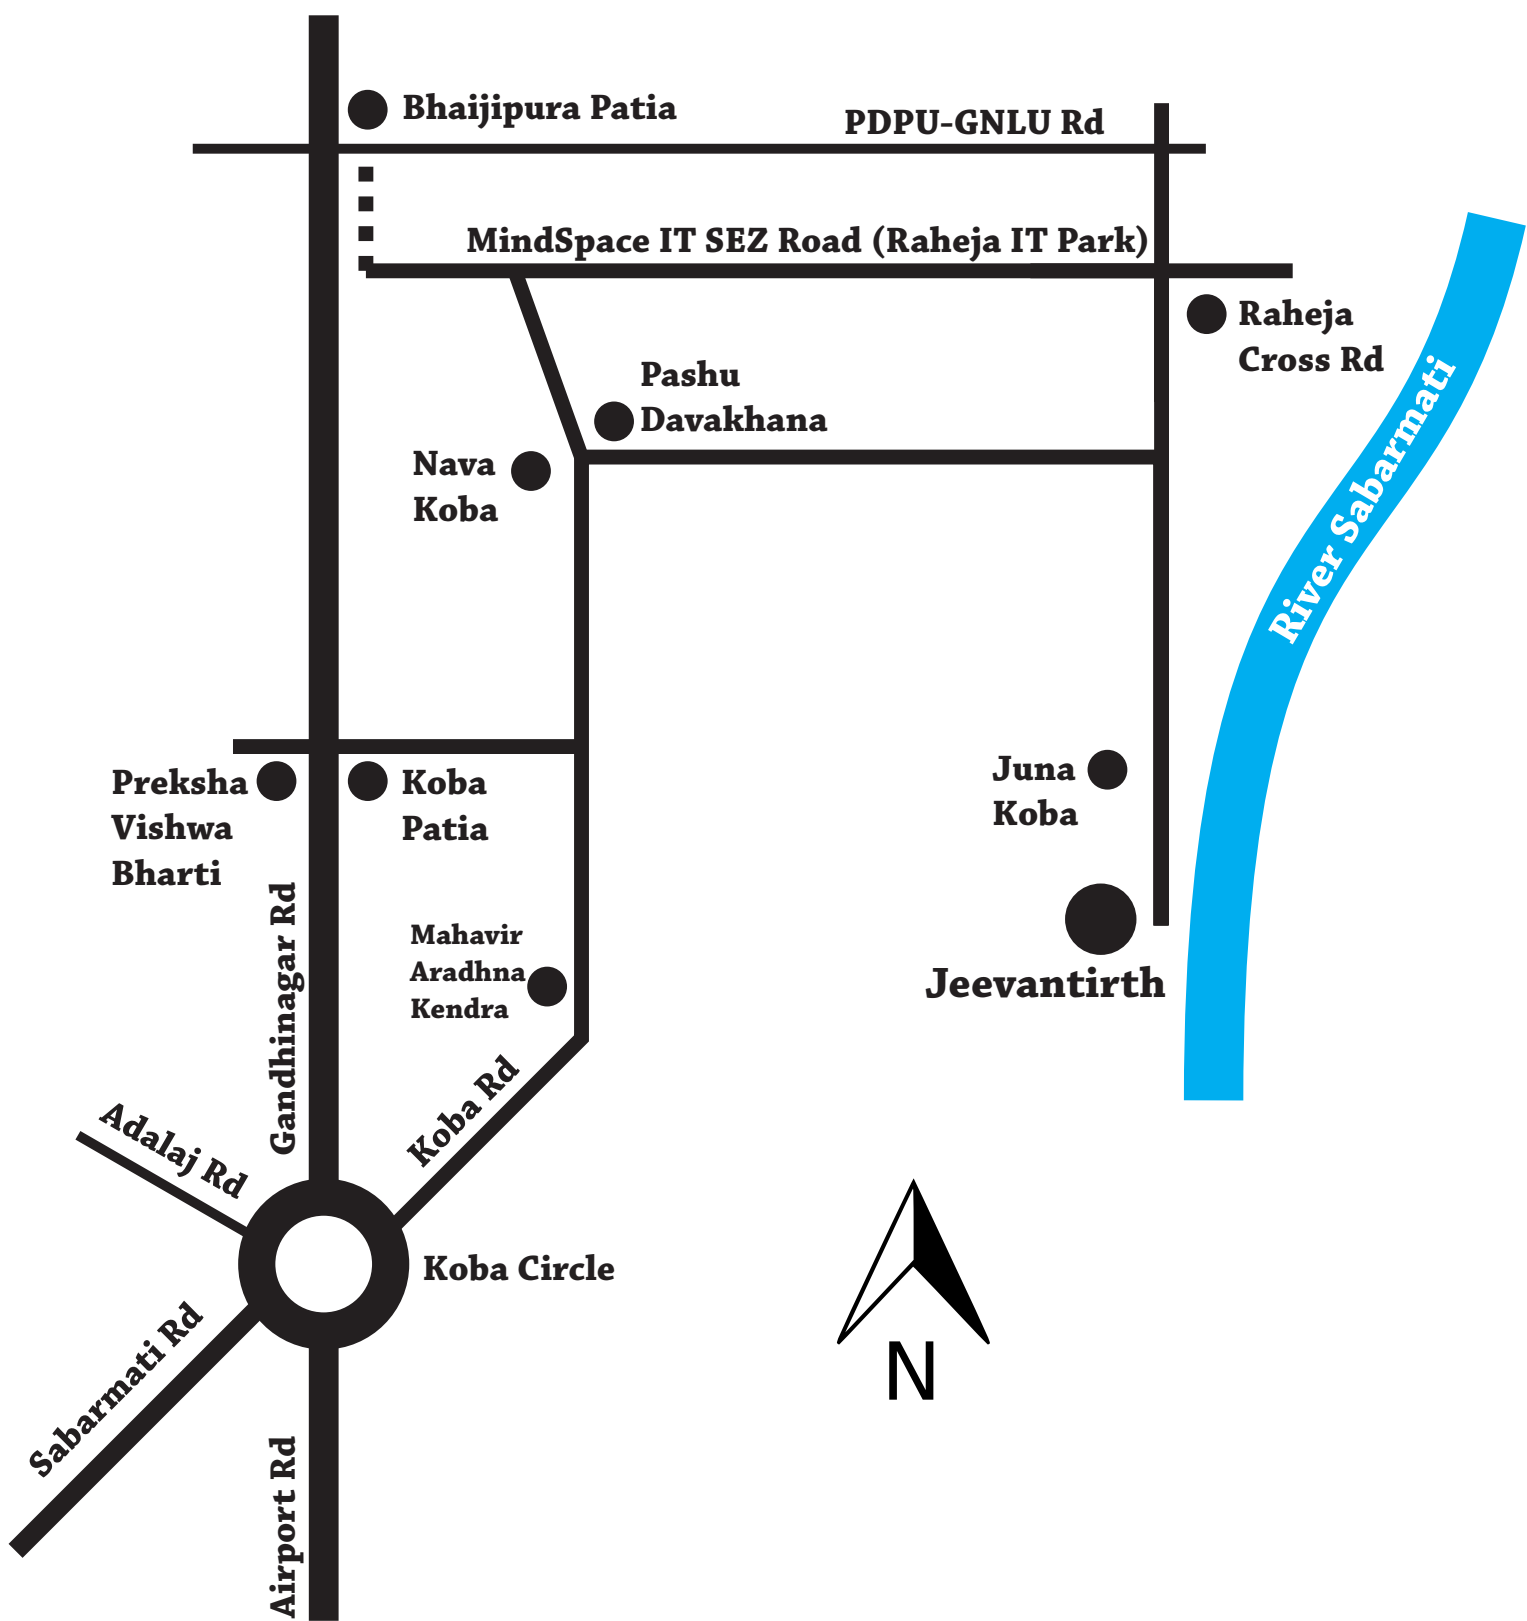 Bhaijipura Patia
PDPU-GNLU Rd
MindSpace IT SEZ Road (Raheja IT Park)
Raheja
Cross Rd
Pashu
Davakhana
River Sabarmati
Nava
Koba
Preksha
Vishwa
Bharti
Koba
Patia
Juna
Koba
Gandhinagar Rd
Mahavir
Aradhna
Kendra
Jeevantirth
Koba Rd
Adalaj Rd
Koba Circle
Sabarmati Rd
Airport Rd
N